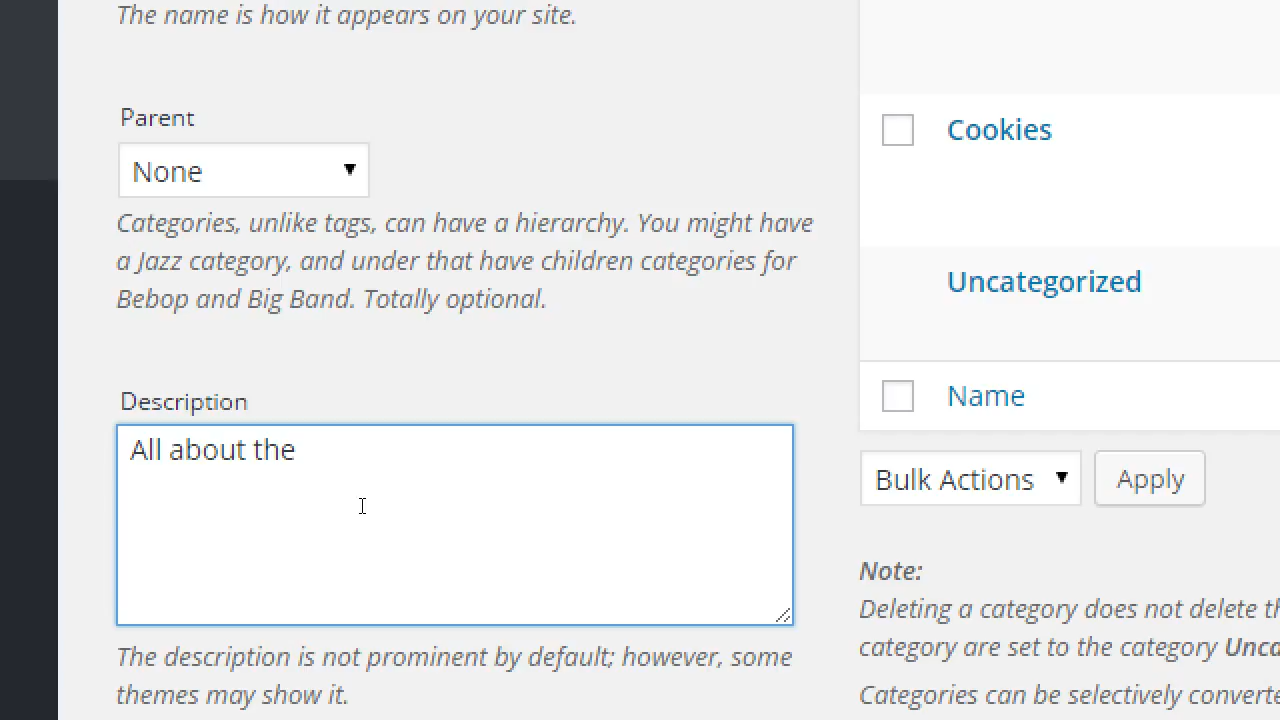 The name is how it appears on your site.
Parent
None
Categories, unlike tags, can have a hierarchy. You might have
a Jazz category, and under that have children categories for
Bebop and Big Band. Totally optional.
Description
All about the
The description is not prominent by default; however, some
themes may show it.
Cookies
Uncategorized
Name
Bulk Actions
Apply
Note:
Deleting a category does not delete
category are set to the category
Categories can be selectively